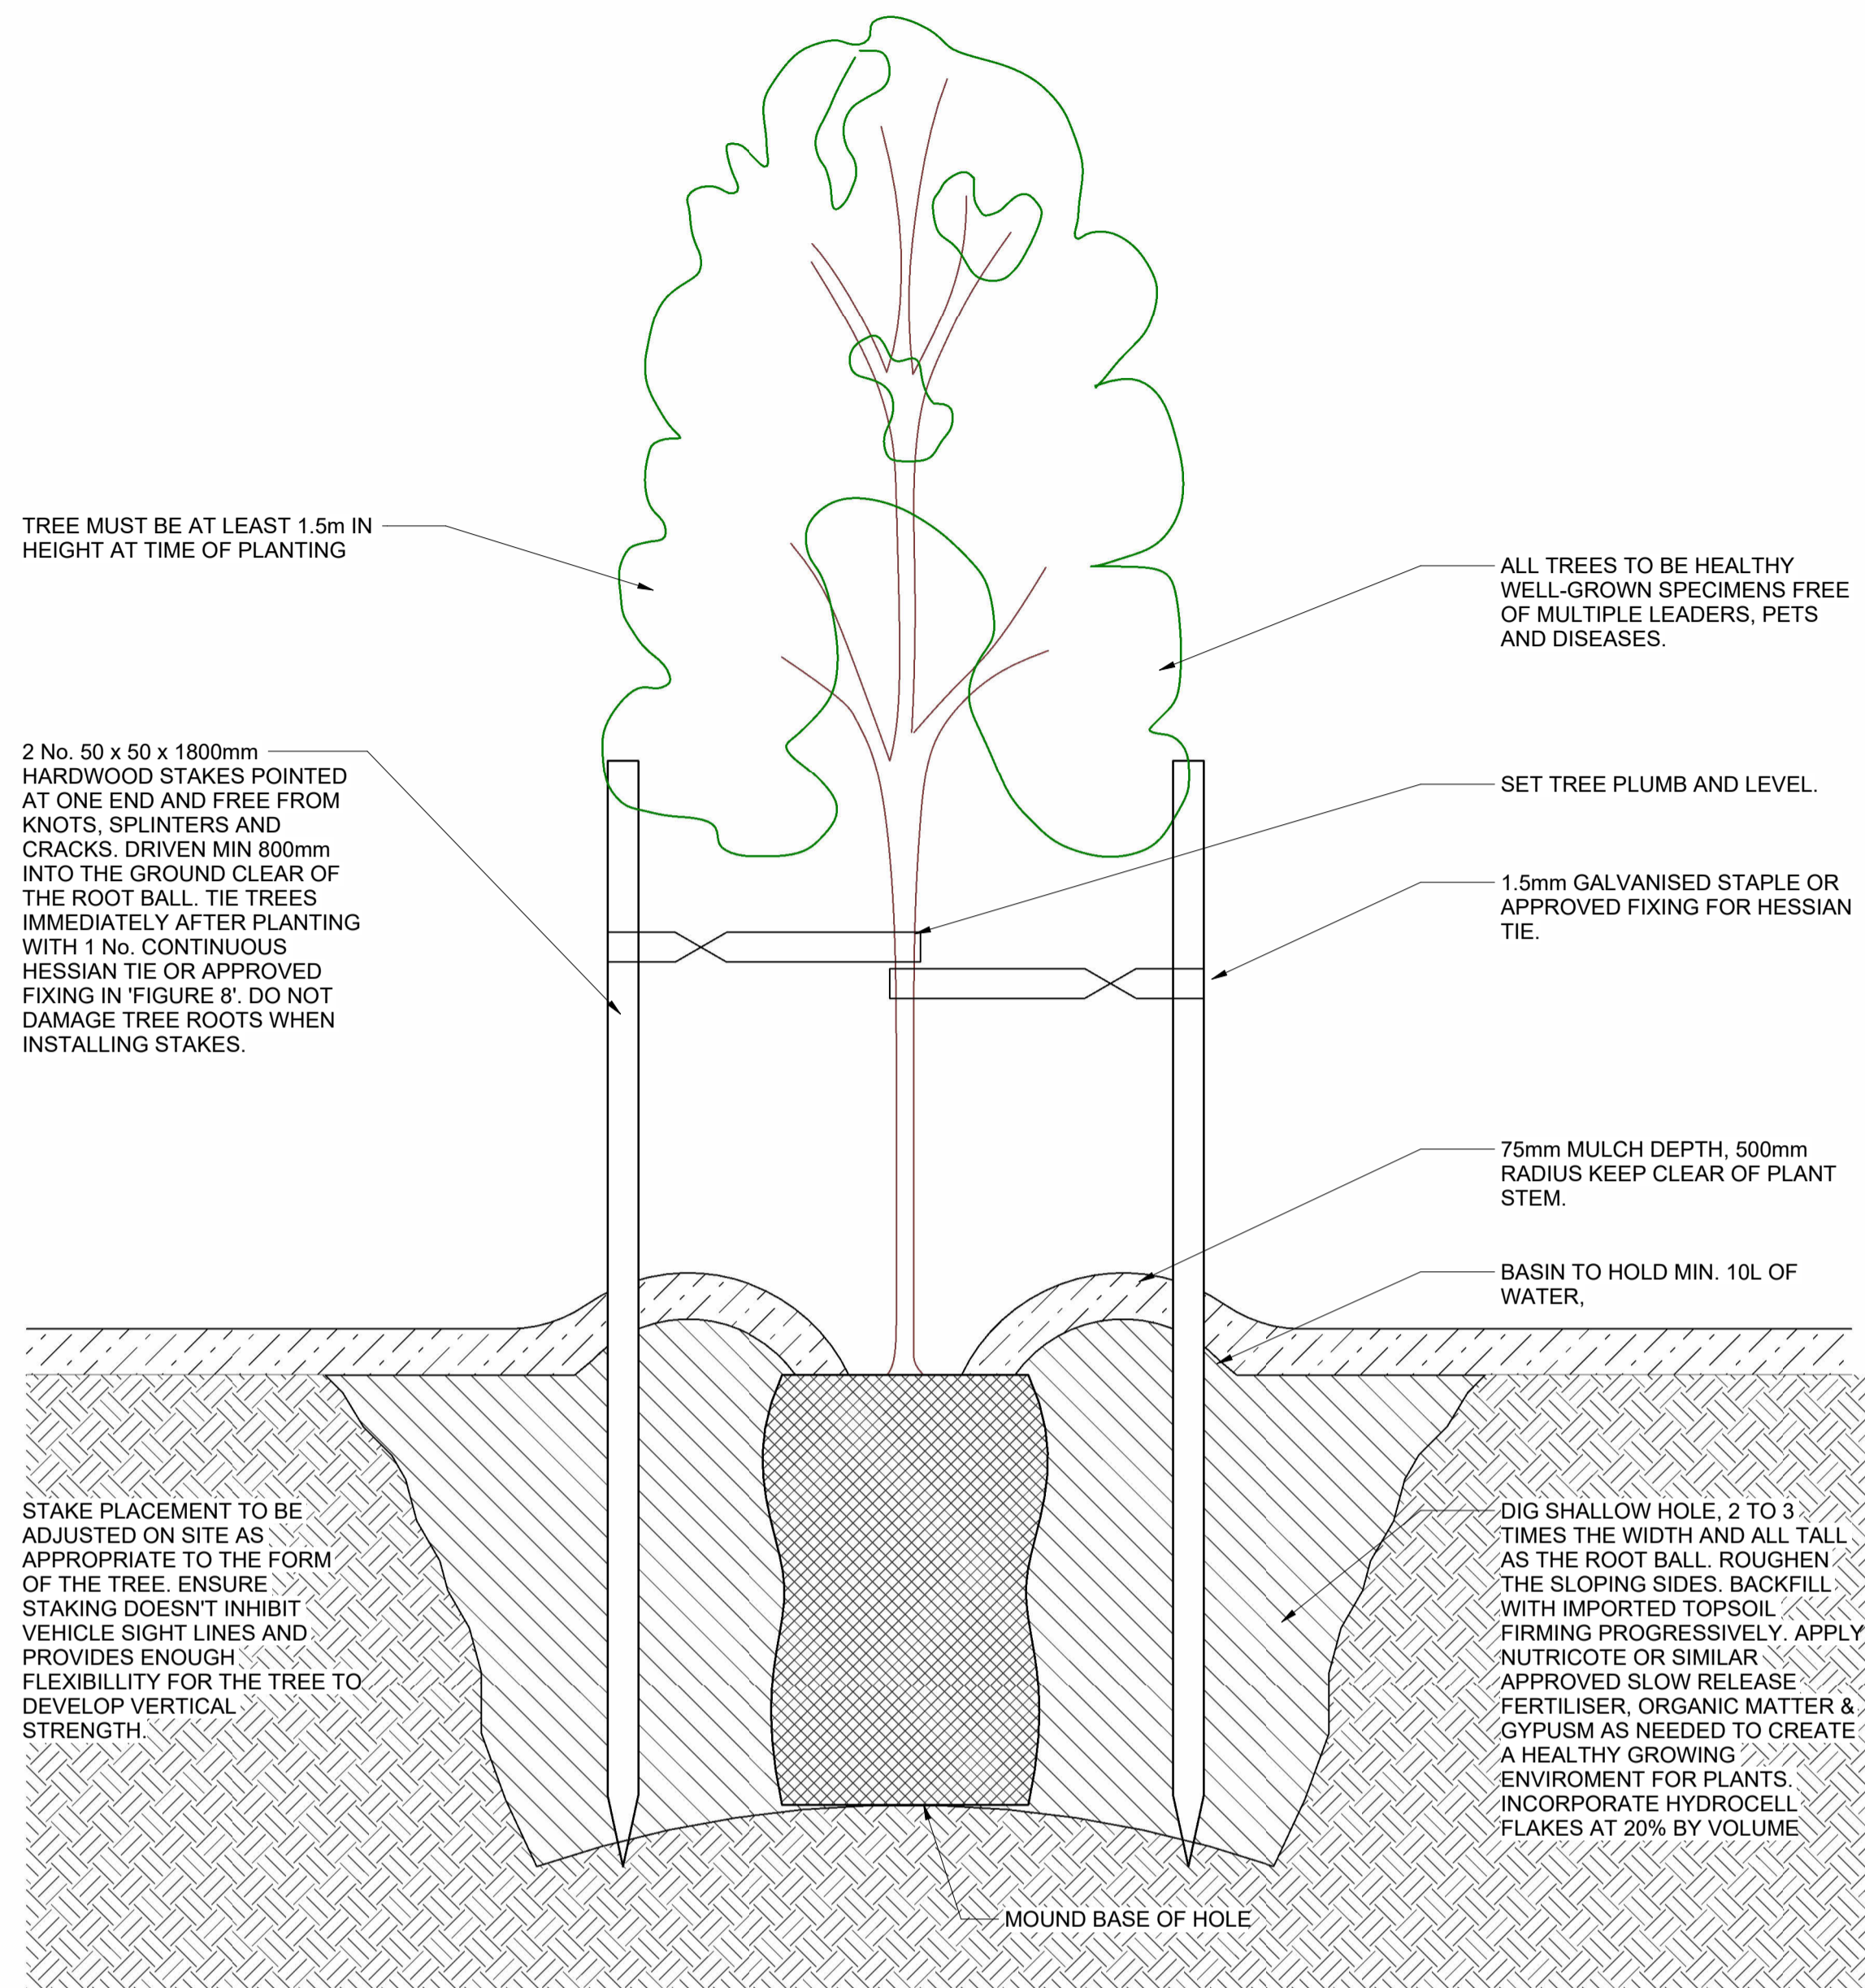 TREE MUST BE AT LEAST 1.5m IN
HEIGHT AT TIME OF PLANTING
2 No. 50 x 50 x 1800mm
HARDWOOD STAKES POINTED
AT ONE END AND FREE FROM
KNOTS, SPLINTERS AND
CRACKS. DRIVEN MIN 800mm
INTO THE GROUND CLEAR OF
THE ROOT BALL. TIE TREES
IMMEDIATELY AFTER PLANTING
WITH 1 No. CONTINUOUS
HESSIAN TIE OR APPROVED
FIXING IN 'FIGURE 8'. DO NOT
DAMAGE TREE ROOTS WHEN
INSTALLING STAKES.
STAKE PLACEMENT TO BE
ADJUSTED ON SITE AS
APPROPRIATE TO THE FORM
OF THE TREE. ENSURE
STAKING DOESN'T INHIBIT
VEHICLE SIGHT LINES AND
PROVIDES ENOUGH
FLEXIBILLITY FOR THE TREE TO
DEVELOP VERTICAL
STRENGTH.
ALL TREES TO BE HEALTHY
WELL-GROWN SPECIMENS FREE
OF MULTIPLE LEADERS, PETS
AND DISEASES.
SET TREE PLUMB AND LEVEL.
1.5mm GALVANISED STAPLE OR
APPROVED FIXING FOR HESSIAN
TIE.
75mm MULCH DEPTH, 500mm
RADIUS KEEP CLEAR OF PLANT
STEM.
BASIN TO HOLD MIN. 10L OF
WATER,
DIG SHALLOW HOLE, 2 TO 3
TIMES THE WIDTH AND ALL TALL
AS THE ROOT BALL. ROUGHEN
THE SLOPING SIDES. BACKFILL
WITH IMPORTED TOPSOIL
FIRMING PROGRESSIVELY. APPLY
NUTRICOTE OR SIMILAR
APPROVED SLOW RELEASE
FERTILISER, ORGANIC MATTER &
GYPUSM AS NEEDED TO CREATE
A HEALTHY GROWING
ENVIROMENT FOR PLANTS.
INCORPORATE HYDROCELL
FLAKES AT 20% BY VOLUME
MOUND BASE OF HOLE